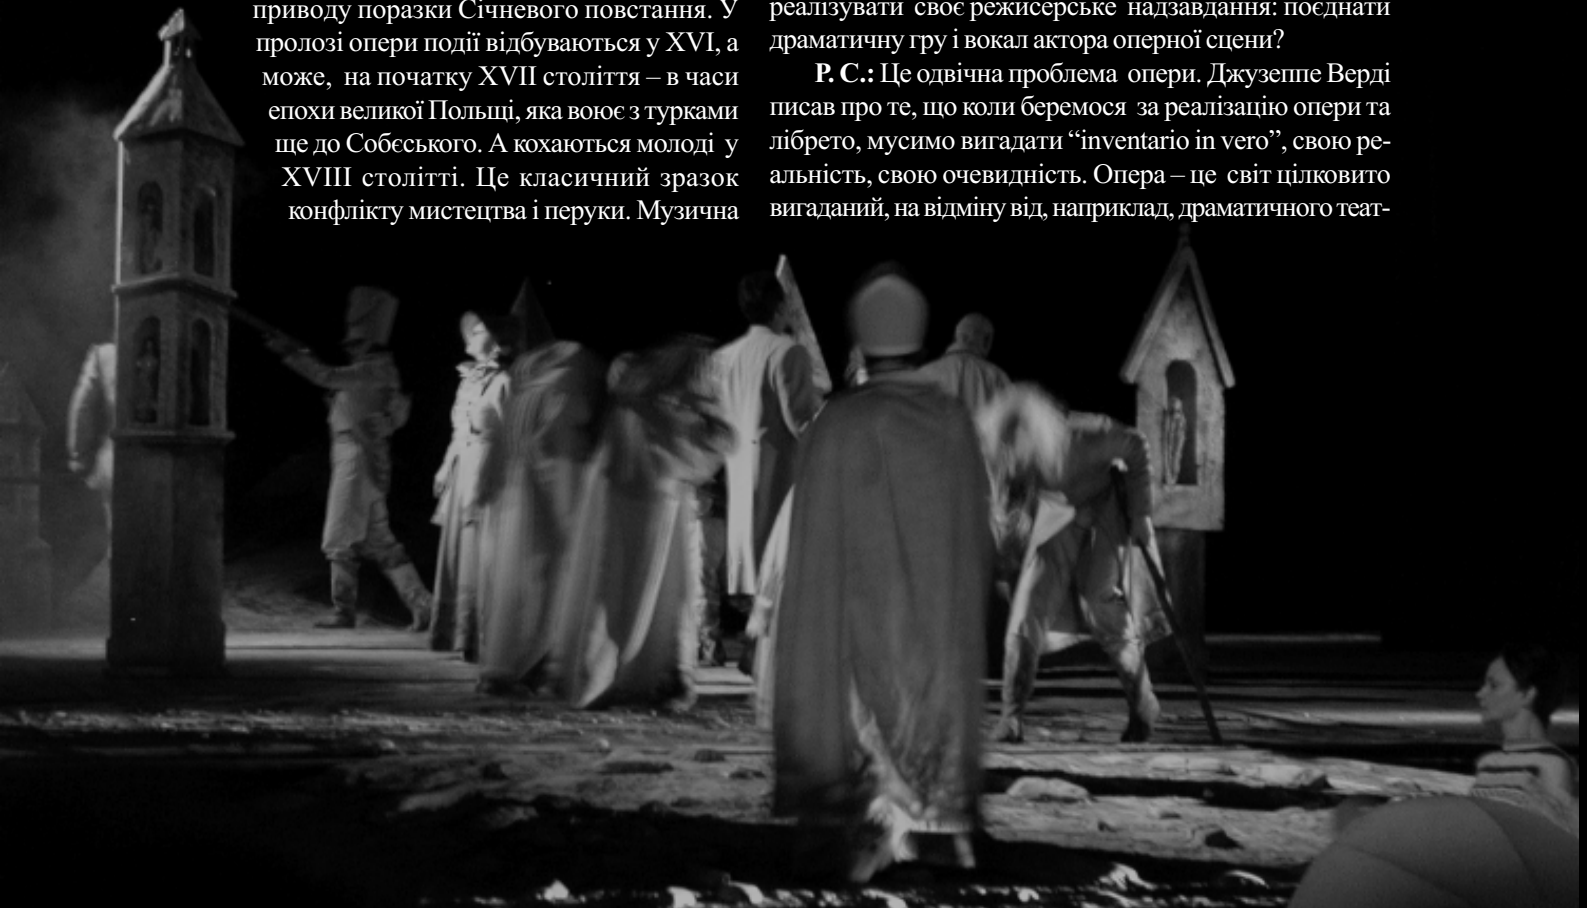 приводу поразки Січневого повстання. У
пролозі опери події відбуваються у XVI, а
може, на початку XVII століття – в часи
епохи великої Польщі, яка воює з турками
ще до Собєського. А кохаються молоді у
XVIII столітті. Це класичний зразок
конфлікту мистецтва і перуки. Музична
реалізувати своє режисерське надзавдання: поєднати
драматичну гру і вокал актора оперної сцени?
Р. С.: Це одвічна проблема опери. Джузеппе Верді
писав про те, що коли беремося за реалізацію опери та
лібрето, мусимо вигадати “inventario in vero”, свою ре-
альність, свою очевидність. Опера – це світ цілковито
вигаданий, на відміну від, наприклад, драматичного теат-